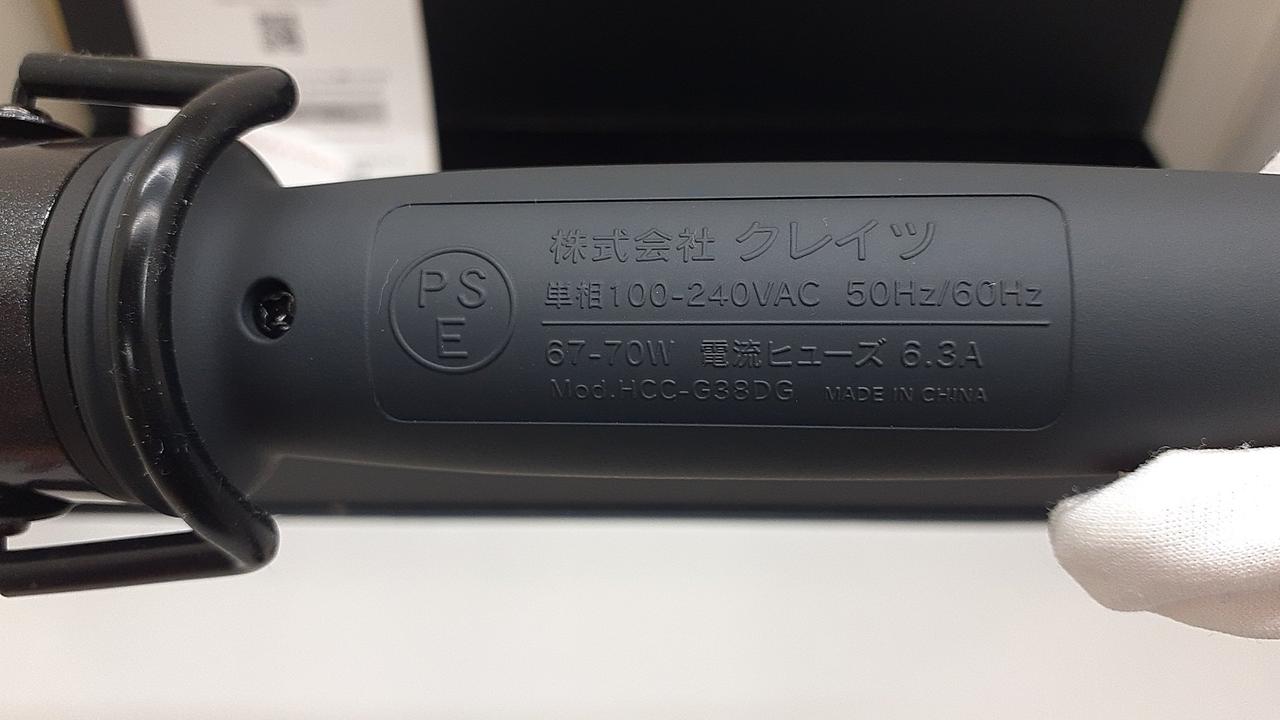 PS
E
株式会社 クレイツ
単相100-240VAC 50Hz/60Hz
67-70W 電流ヒューズ 6.3A
Mod.HCC-G38DG MADE IN CHINA